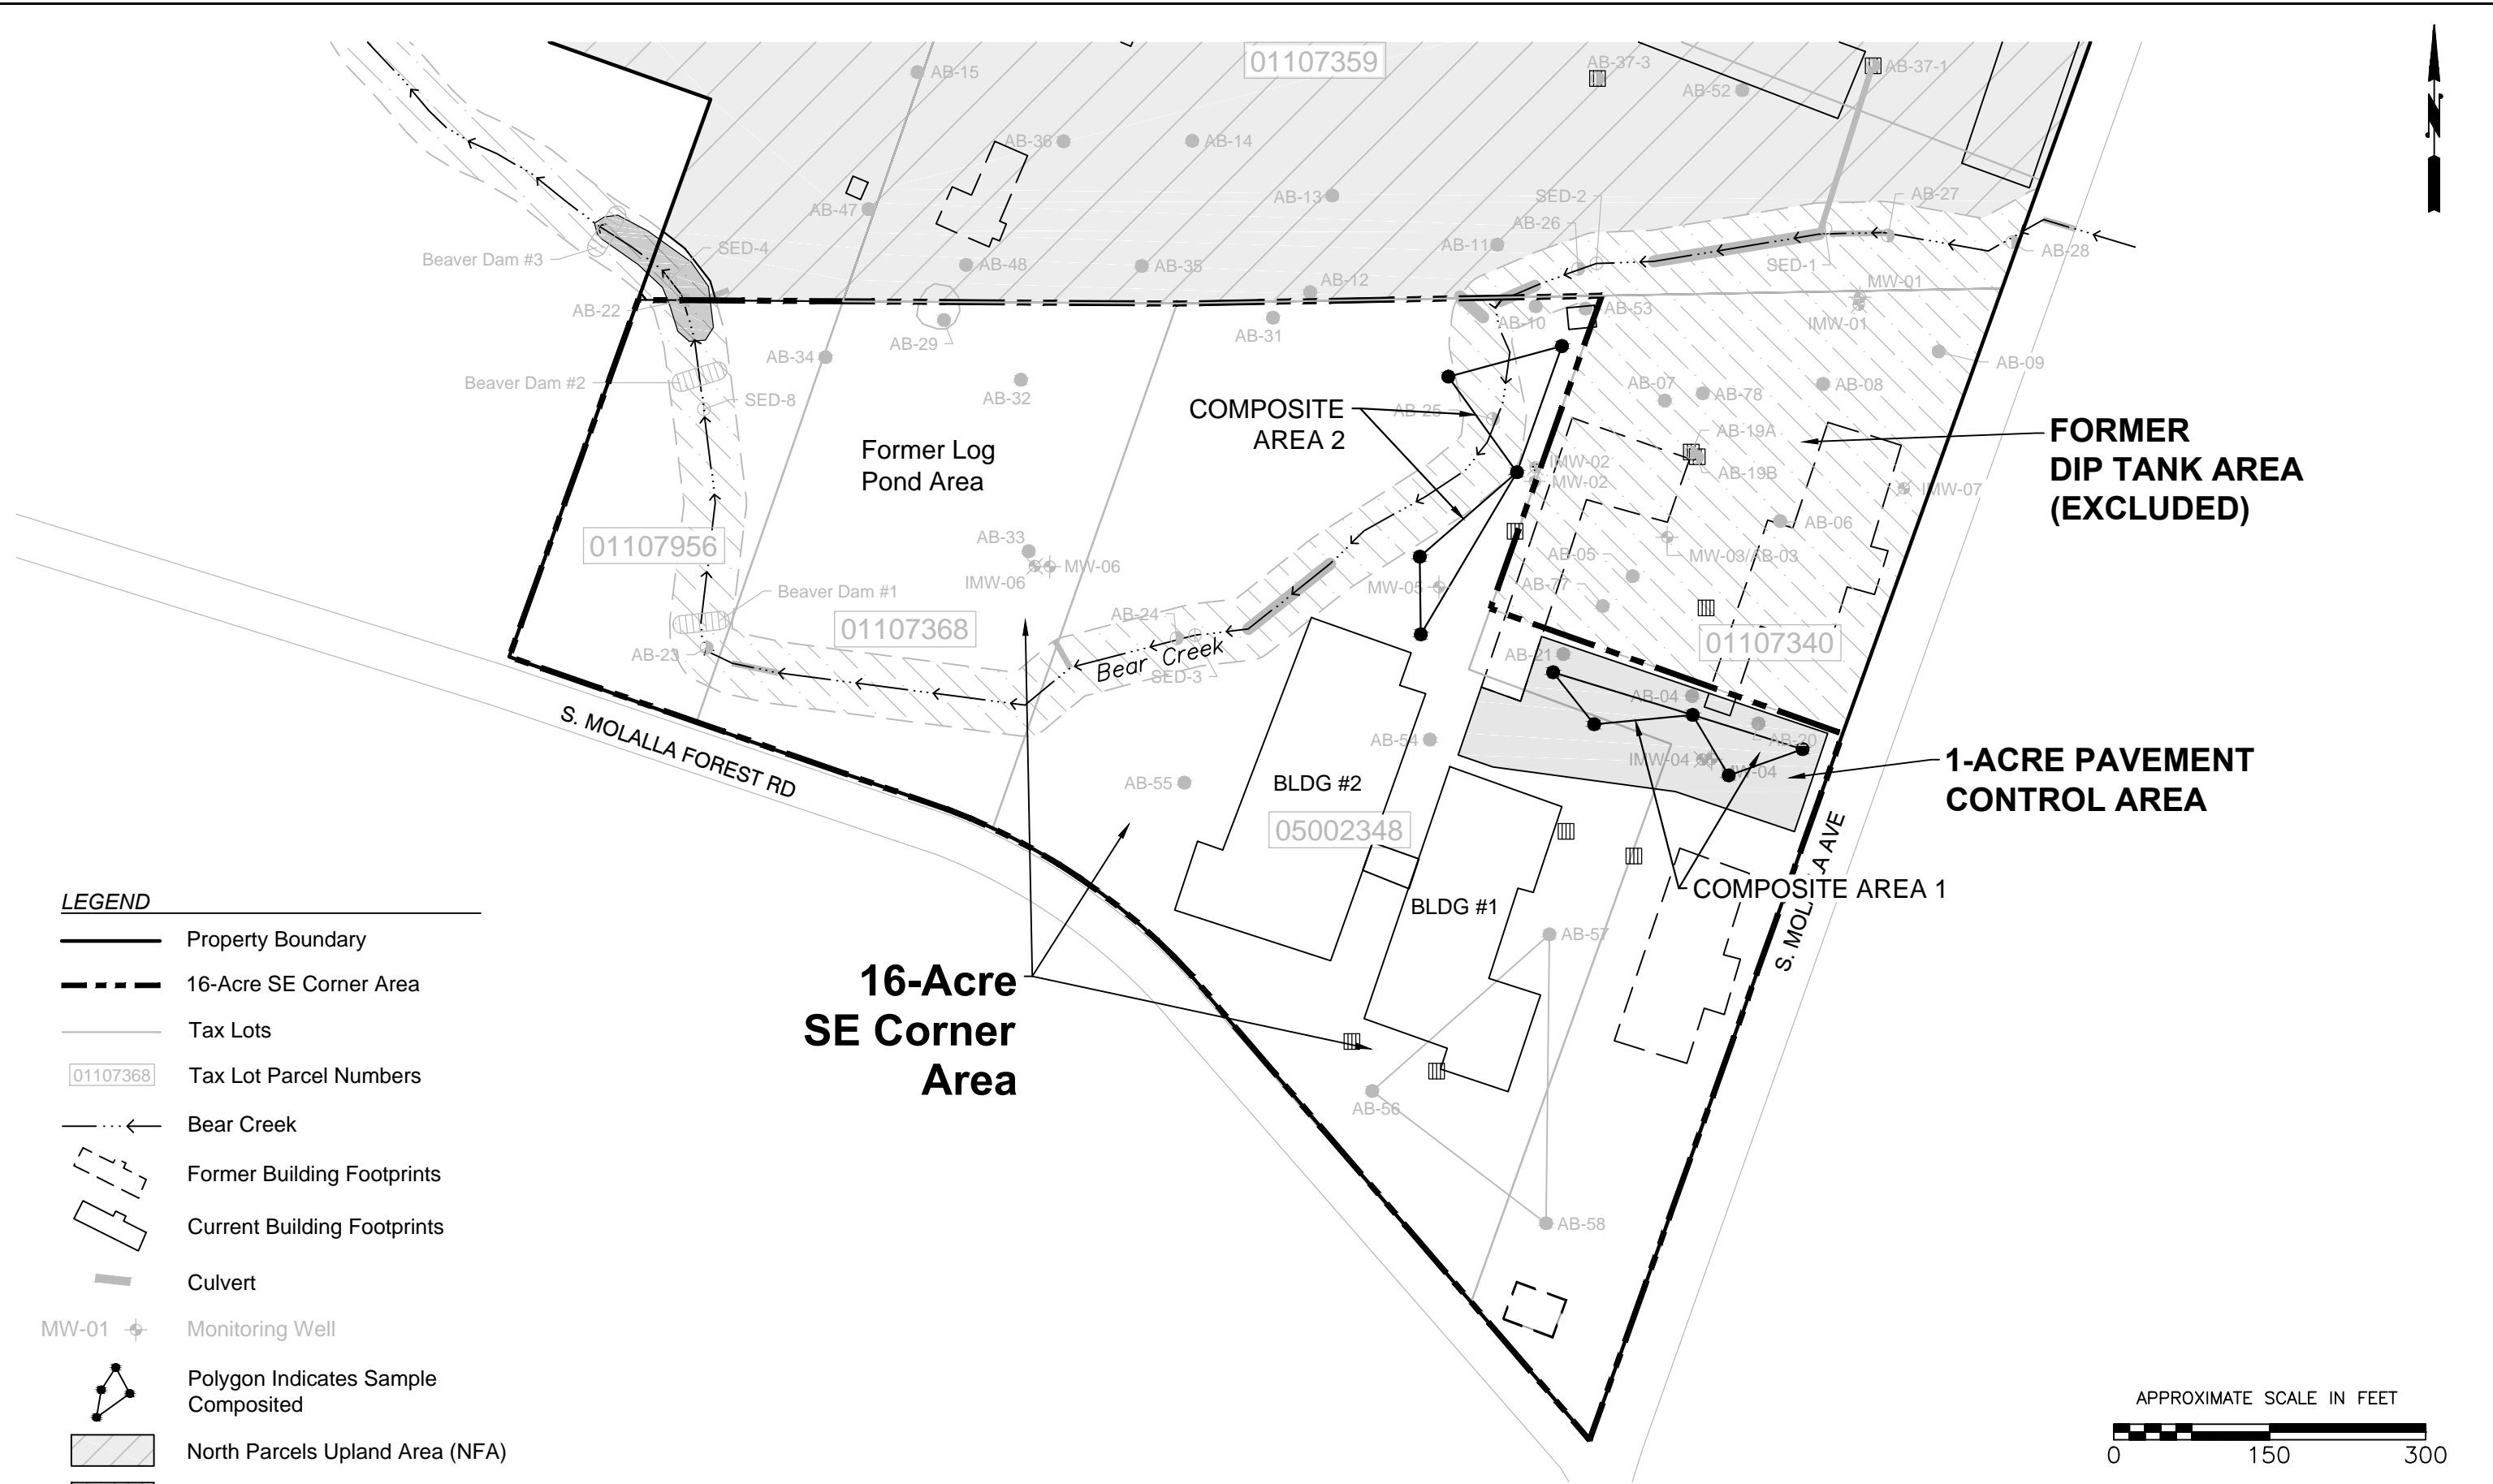 01107359
AB-15
AB-37-3
AB-37-1
AB-52
AB-36
AB-14
AB-13
AB-47
SED-2
AB-27
AB-26
AB-11
AB-28
Beaver Dam #3
SED-4
AB-48
AB-35
AB-12
SED-1
MW-01
IMW-01
AB-22
AB-29
AB-31
AB-10
AB-53
AB-34
AB-09
Beaver Dam #2
SED-8
AB-32
AB-07
AB-78
AB-08
COMPOSITE
AREA 2
AB-25
AB-19A
AB-19B
FORMER
DIP TANK AREA
(EXCLUDED)
Former Log
Pond Area
IMW-02
MW-02
IMW-07
AB-06
01107956
AB-33
IMW-06
MW-06
AB-05
MW-03/AB-03
AB-77
MW-05
Beaver Dam #1
01107368
AB-24
01107340
AB-23
Bear Creek
SED-3
AB-21
AB-04
AB-20
S. MOLALLA FOREST RD
AB-54
IMW-04
MW-04
1-ACRE PAVEMENT
CONTROL AREA
AB-55
BLDG #2
05002348
COMPOSITE AREA 1
BLDG #1
S. MOLALLA AVE
AB-57
16-Acre
SE Corner
Area
AB-56
AB-58
LEGEND
Property Boundary
16-Acre SE Corner Area
Tax Lots
01107368 Tax Lot Parcel Numbers
Bear Creek
Former Building Footprints
Current Building Footprints
Culvert
MW-01 Monitoring Well
Polygon Indicates Sample
Composited
North Parcels Upland Area (NFA)
N
APPROXIMATE SCALE IN FEET
0 150 300